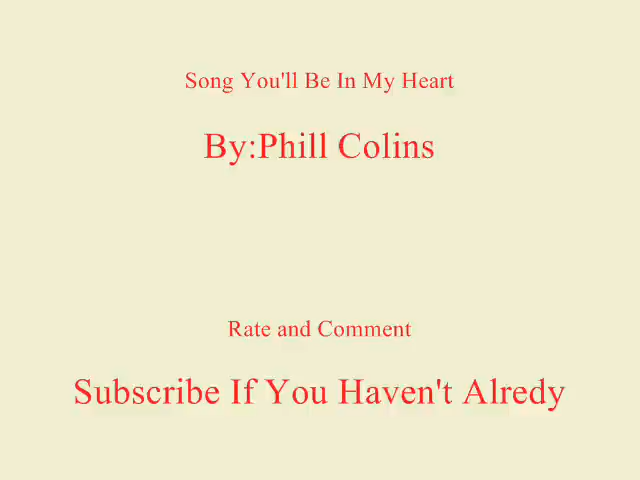 Song You'll Be In My Heart
By:Phill Colins
Rate and Comment
Subscribe If You Haven't Alredy